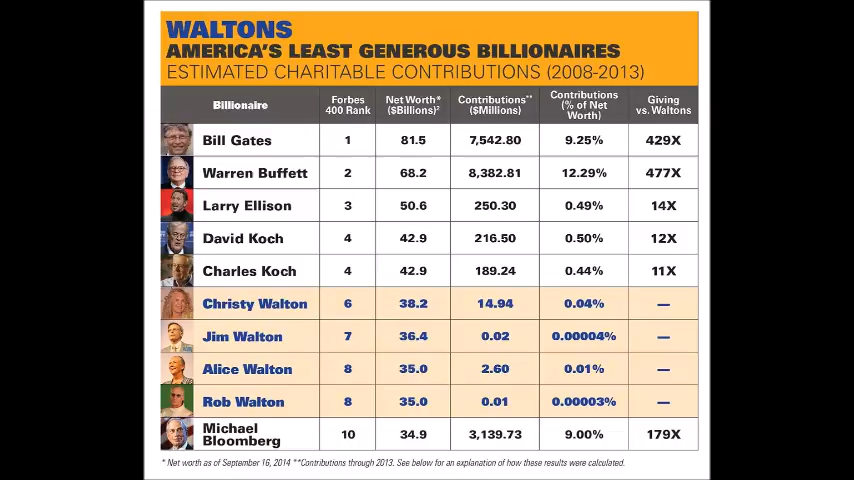 WALTONS
AMERICA'S LEAST GENEROUS BILLIONAIRES
ESTIMATED CHARITABLE CONTRIBUTIONS (2008-2013)
Billionaire Forbes 400 Rank Net Worth* ($Billions)² Contributions** ($Millions) Contributions (% of Net Worth) Giving vs. Waltons
Bill Gates 1 81.5 7,542.80 9.25% 429X
Warren Buffett 2 68.2 8,382.81 12.29% 477X
Larry Ellison 3 50.6 250.30 0.49% 14X
David Koch 4 42.9 216.50 0.50% 12X
Charles Koch 4 42.9 189.24 0.44% 11X
Christy Walton 6 38.2 14.94 0.04% —
Jim Walton 7 36.4 0.02 0.00004% —
Alice Walton 8 35.0 2.60 0.01% —
Rob Walton 8 35.0 0.01 0.00003% —
Michael Bloomberg 10 34.9 3,139.73 9.00% 179X
* Net worth as of September 16, 2014 **Contributions through 2013. See below for an explanation of how these results were calculated.